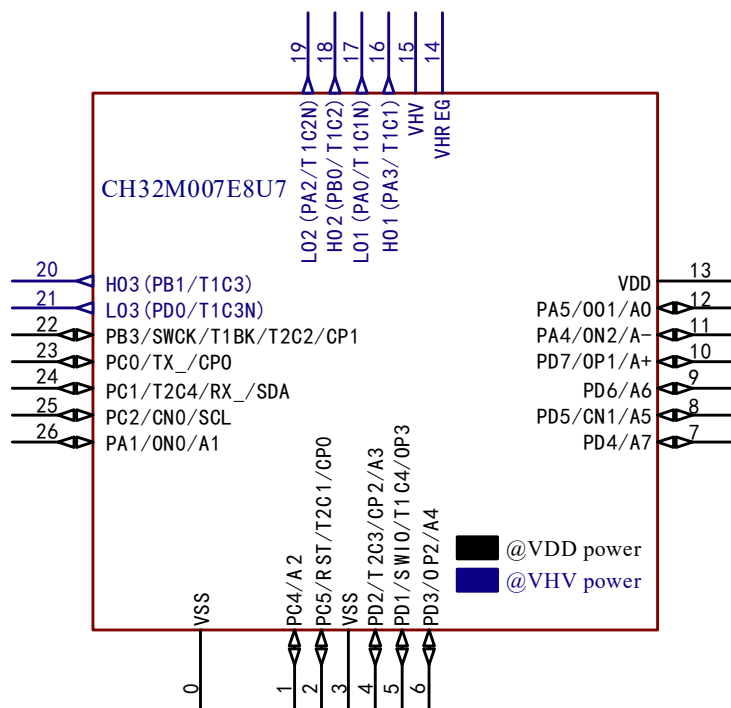 19
18
17
16
15
14
LO2(PA2/T1C2N)
HO2(PB0/T1C2)
LO1(PA0/T1C1N)
HO1(PA3/T1C1)
VHV
VHREG
CH32M007E8U7
20
HO3(PB1/T1C3)
21
LO3(PD0/T1C3N)
22
PB3/SWCK/T1BK/T2C2/CP1
23
PC0/TX_/CP0
24
PC1/T2C4/RX_/SDA
25
PC2/CN0/SCL
26
PA1/ON0/A1
VDD
13
PA5/OO1/A0
12
PA4/ON2/A-
11
PD7/OP1/A+
10
PD6/A6
9
PD5/CN1/A5
8
PD4/A7
7
@VDD power
@VHV power
VSS
PC4/A2
PC5/RST/T2C1/CP0
VSS
PD2/T2C3/CP2/A3
PD1/SWIO/T1C4/OP3
PD3/OP2/A4
0
1
2
3
4
5
6